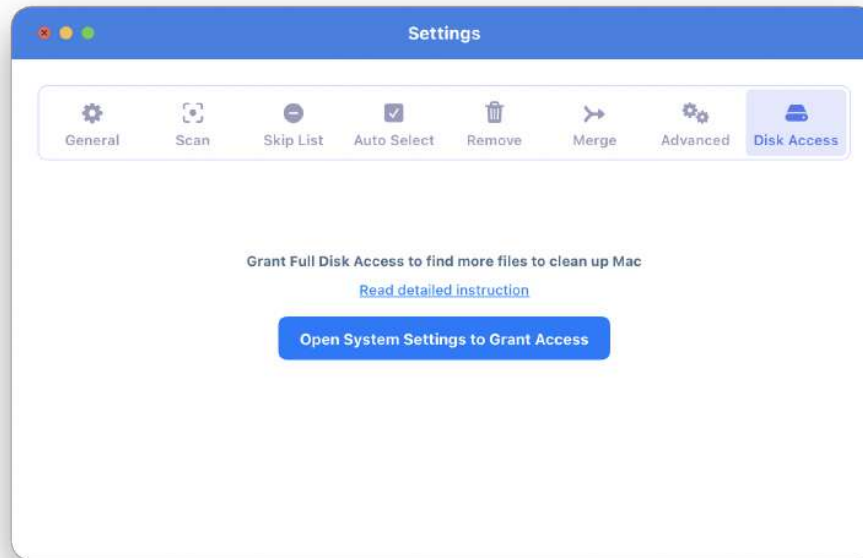 Settings
General
Scan
Skip List
Auto Select
Remove
Merge
Advanced
Disk Access
Grant Full Disk Access to find more files to clean up Mac
Read detailed instruction
Open System Settings to Grant Access